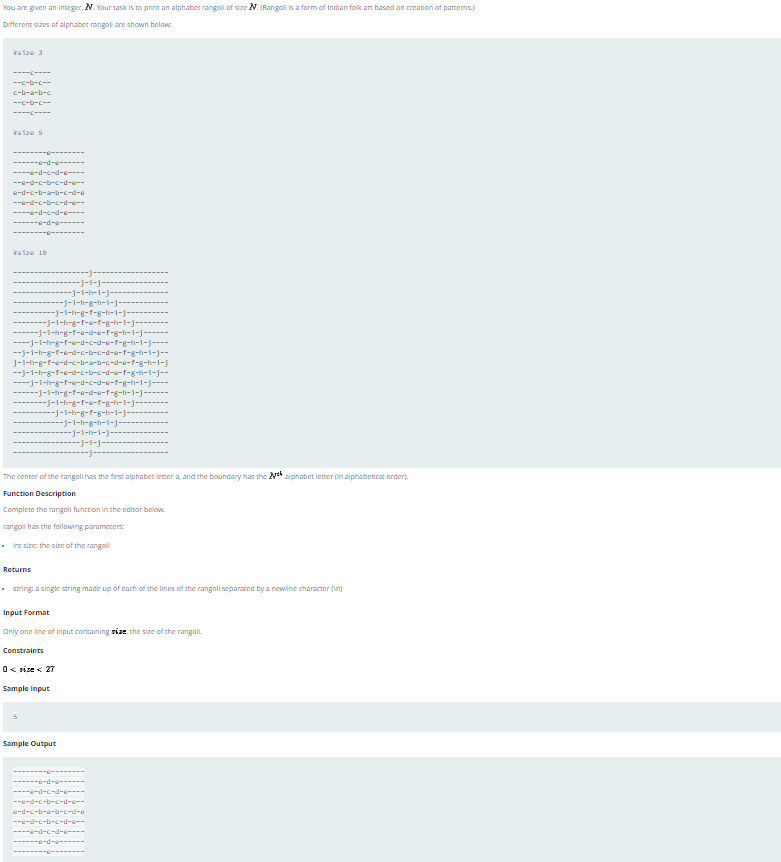 You are given an integer, N. Your task is to print an alphabet rangoli of size N. (Rangoli is a form of Indian folk art based on creation of patterns.)
Different sizes of alphabet rangoli are shown below:
#size 3
----c----
--c-b-c--
c-b-a-b-c
--c-b-c--
----c----
#size 5
--------e--------
------e-d-e------
----e-d-c-d-e----
--e-d-c-b-c-d-e--
e-d-c-b-a-b-c-d-e
--e-d-c-b-c-d-e--
----e-d-c-d-e----
------e-d-e------
--------e--------
#size 10
------------------j------------------
----------------j-i-j----------------
--------------j-i-h-i-j--------------
------------j-i-h-g-h-i-j------------
----------j-i-h-g-f-g-h-i-j----------
--------j-i-h-g-f-e-f-g-h-i-j--------
------j-i-h-g-f-e-d-e-f-g-h-i-j------
----j-i-h-g-f-e-d-c-d-e-f-g-h-i-j----
--j-i-h-g-f-e-d-c-b-c-d-e-f-g-h-i-j--
j-i-h-g-f-e-d-c-b-a-b-c-d-e-f-g-h-i-j
--j-i-h-g-f-e-d-c-b-c-d-e-f-g-h-i-j--
----j-i-h-g-f-e-d-c-d-e-f-g-h-i-j----
------j-i-h-g-f-e-d-e-f-g-h-i-j------
--------j-i-h-g-f-e-f-g-h-i-j--------
----------j-i-h-g-f-g-h-i-j----------
------------j-i-h-g-h-i-j------------
--------------j-i-h-i-j--------------
----------------j-i-j----------------
------------------j------------------
The center of the rangoli has the first alphabet letter a, and the boundary has the Nth alphabet letter (in alphabetical order).
Function Description
Complete the rangoli function in the editor below.
rangoli has the following parameters:
• int size: the size of the rangoli
Returns
• string: a single string made up of each of the lines of the rangoli separated by a newline character (\n)
Input Format
Only one line of input containing size, the size of the rangoli.
Constraints
0 < size < 27
Sample Input
5
Sample Output
--------e--------
------e-d-e------
----e-d-c-d-e----
--e-d-c-b-c-d-e--
e-d-c-b-a-b-c-d-e
--e-d-c-b-c-d-e--
----e-d-c-d-e----
------e-d-e------
--------e--------